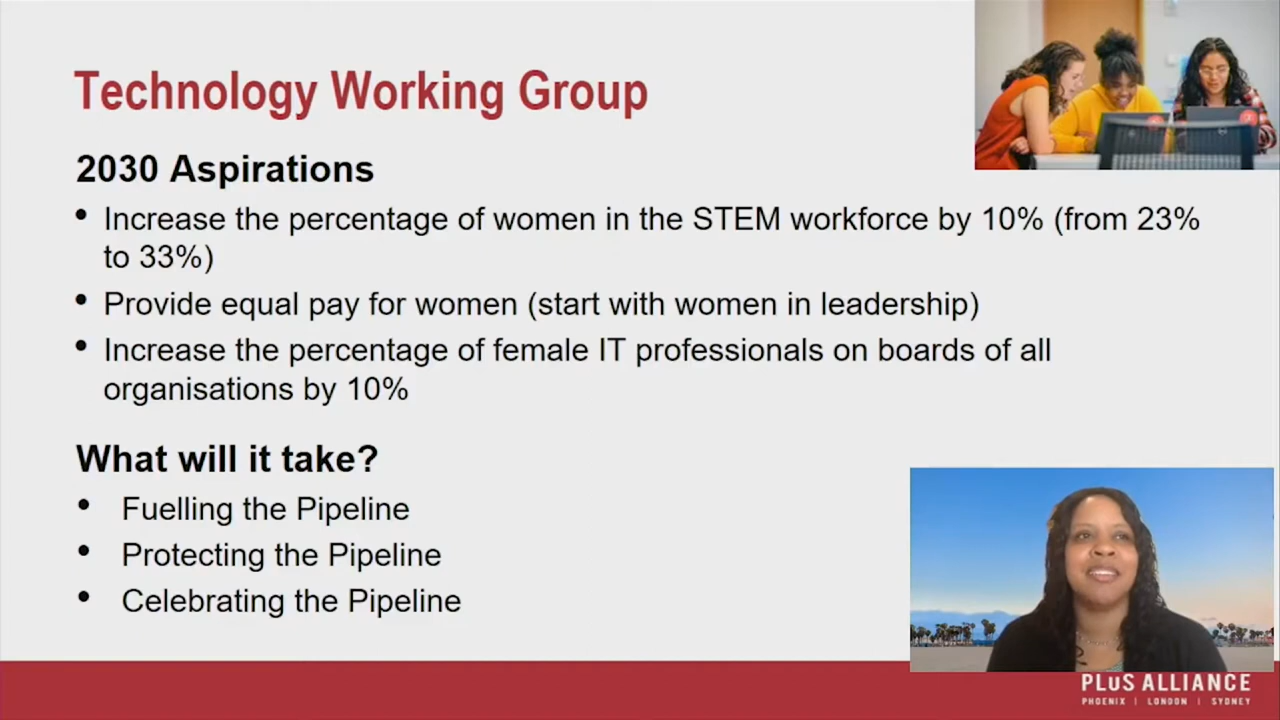 Technology Working Group
2030 Aspirations
• Increase the percentage of women in the STEM workforce by 10% (from 23%
to 33%)
• Provide equal pay for women (start with women in leadership)
• Increase the percentage of female IT professionals on boards of all
organisations by 10%
What will it take?
• Fuelling the Pipeline
• Protecting the Pipeline
• Celebrating the Pipeline
PLuS ALLIANCE
PHOENIX | LONDON | SYDNEY